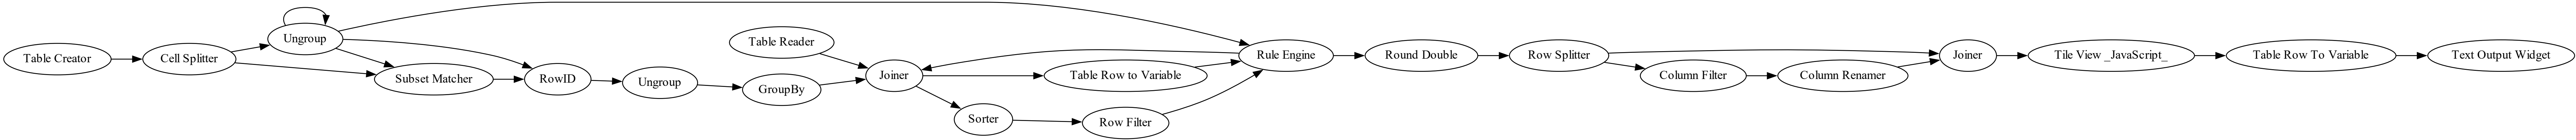 Table Creator
Cell Splitter
Ungroup
Subset Matcher
RowID
Ungroup
Table Reader
GroupBy
Joiner
Table Row to Variable
Sorter
Row Filter
Rule Engine
Round Double
Row Splitter
Column Filter
Column Renamer
Joiner
Tile View _JavaScript_
Table Row To Variable
Text Output Widget